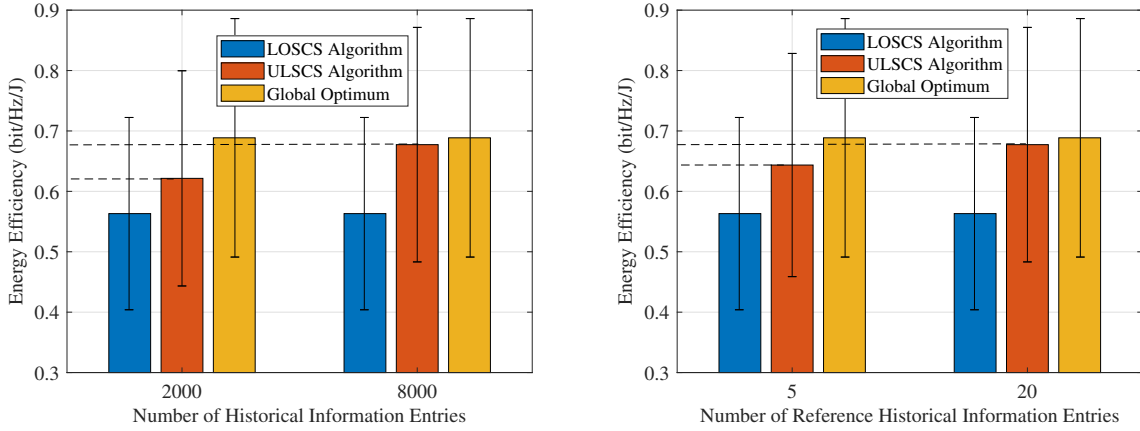 0.9
0.8
0.7
0.6
0.5
0.4
0.3
Energy Efficiency (bit/Hz/J)
LOSCS Algorithm
ULSCS Algorithm
Global Optimum
2000
8000
Number of Historical Information Entries
0.9
0.8
0.7
0.6
0.5
0.4
0.3
Energy Efficiency (bit/Hz/J)
LOSCS Algorithm
ULSCS Algorithm
Global Optimum
5
20
Number of Reference Historical Information Entries